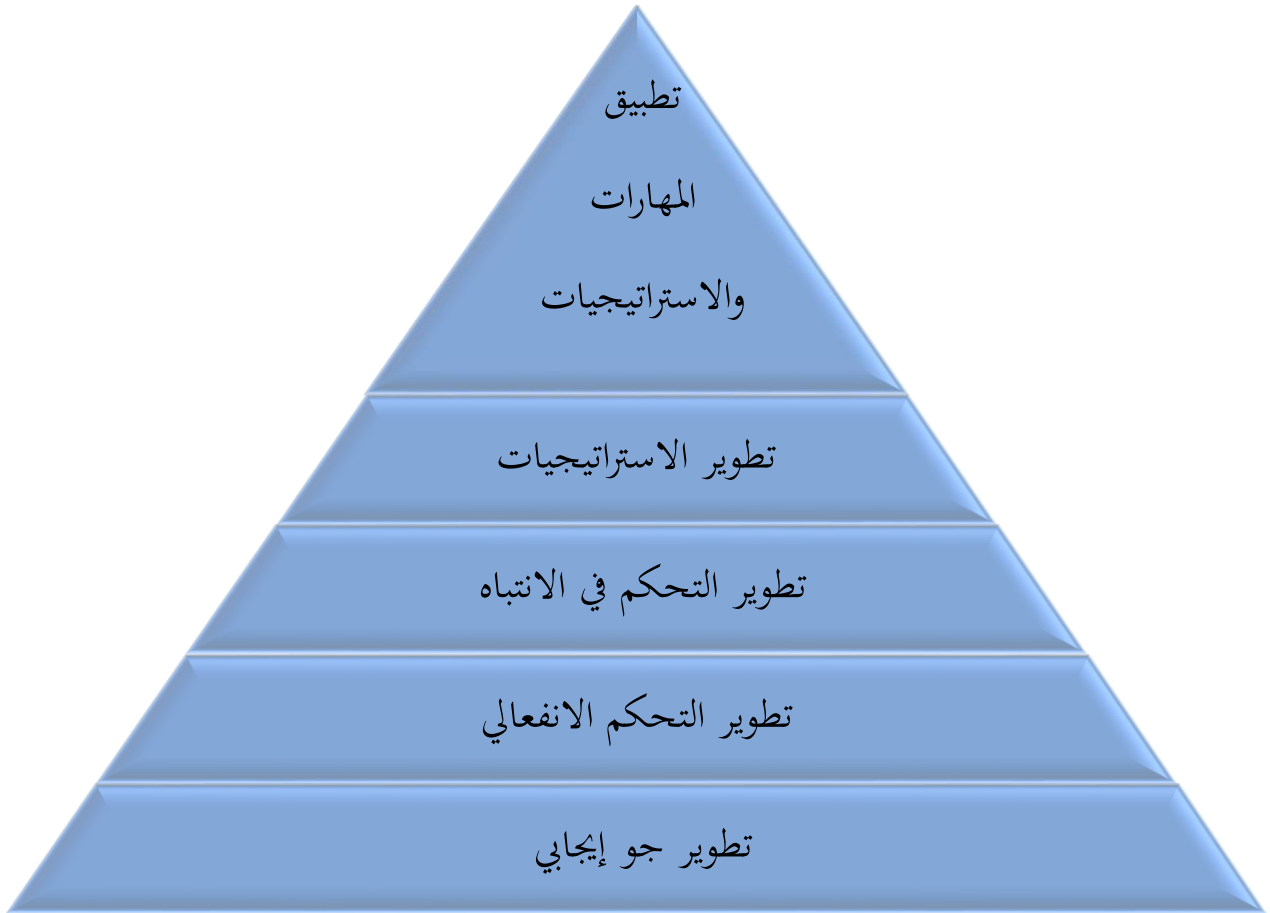 تطبيق
المهارات
والاستراتيجيات
تطوير الاستراتيجيات
تطوير التحكم في الانتباه
تطوير التحكم الانفعالي
تطوير جو إيجابي